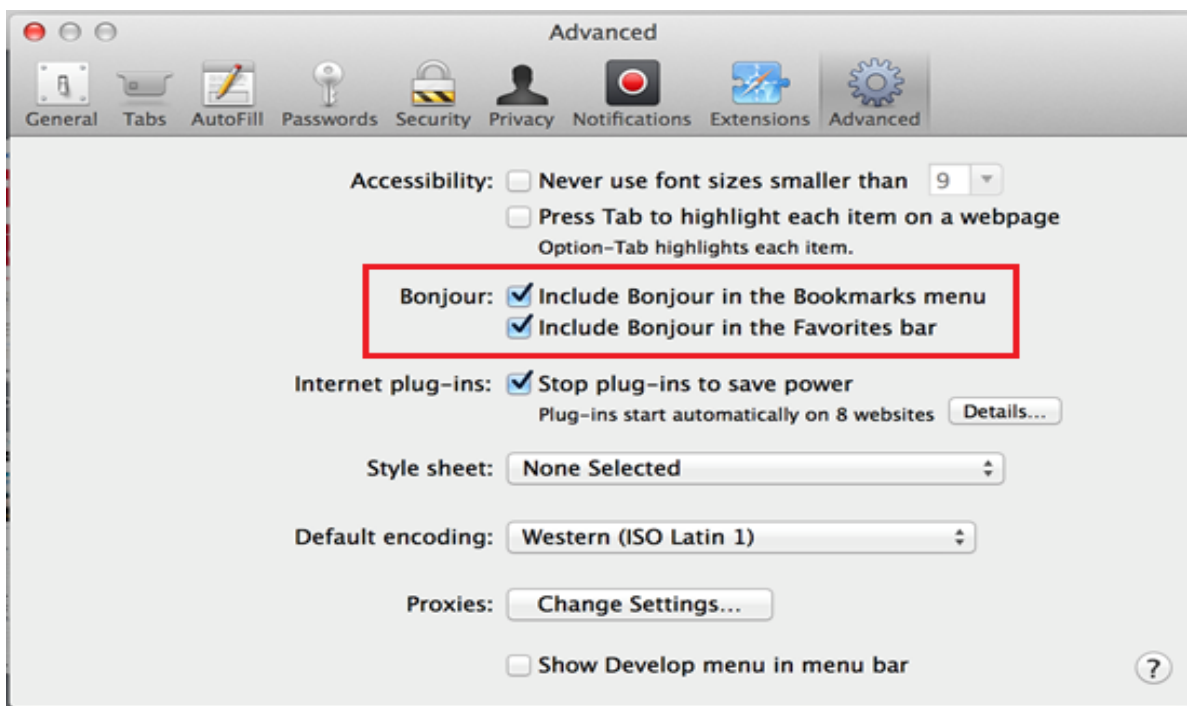 Advanced
General Tabs AutoFill Passwords Security Privacy Notifications Extensions Advanced
Accessibility: Never use font sizes smaller than 9
Press Tab to highlight each item on a webpage
Option-Tab highlights each item.
Bonjour: Include Bonjour in the Bookmarks menu
Include Bonjour in the Favorites bar
Internet plug-ins: Stop plug-ins to save power
Plug-ins start automatically on 8 websites Details...
Style sheet: None Selected
Default encoding: Western (ISO Latin 1)
Proxies: Change Settings...
Show Develop menu in menu bar
?